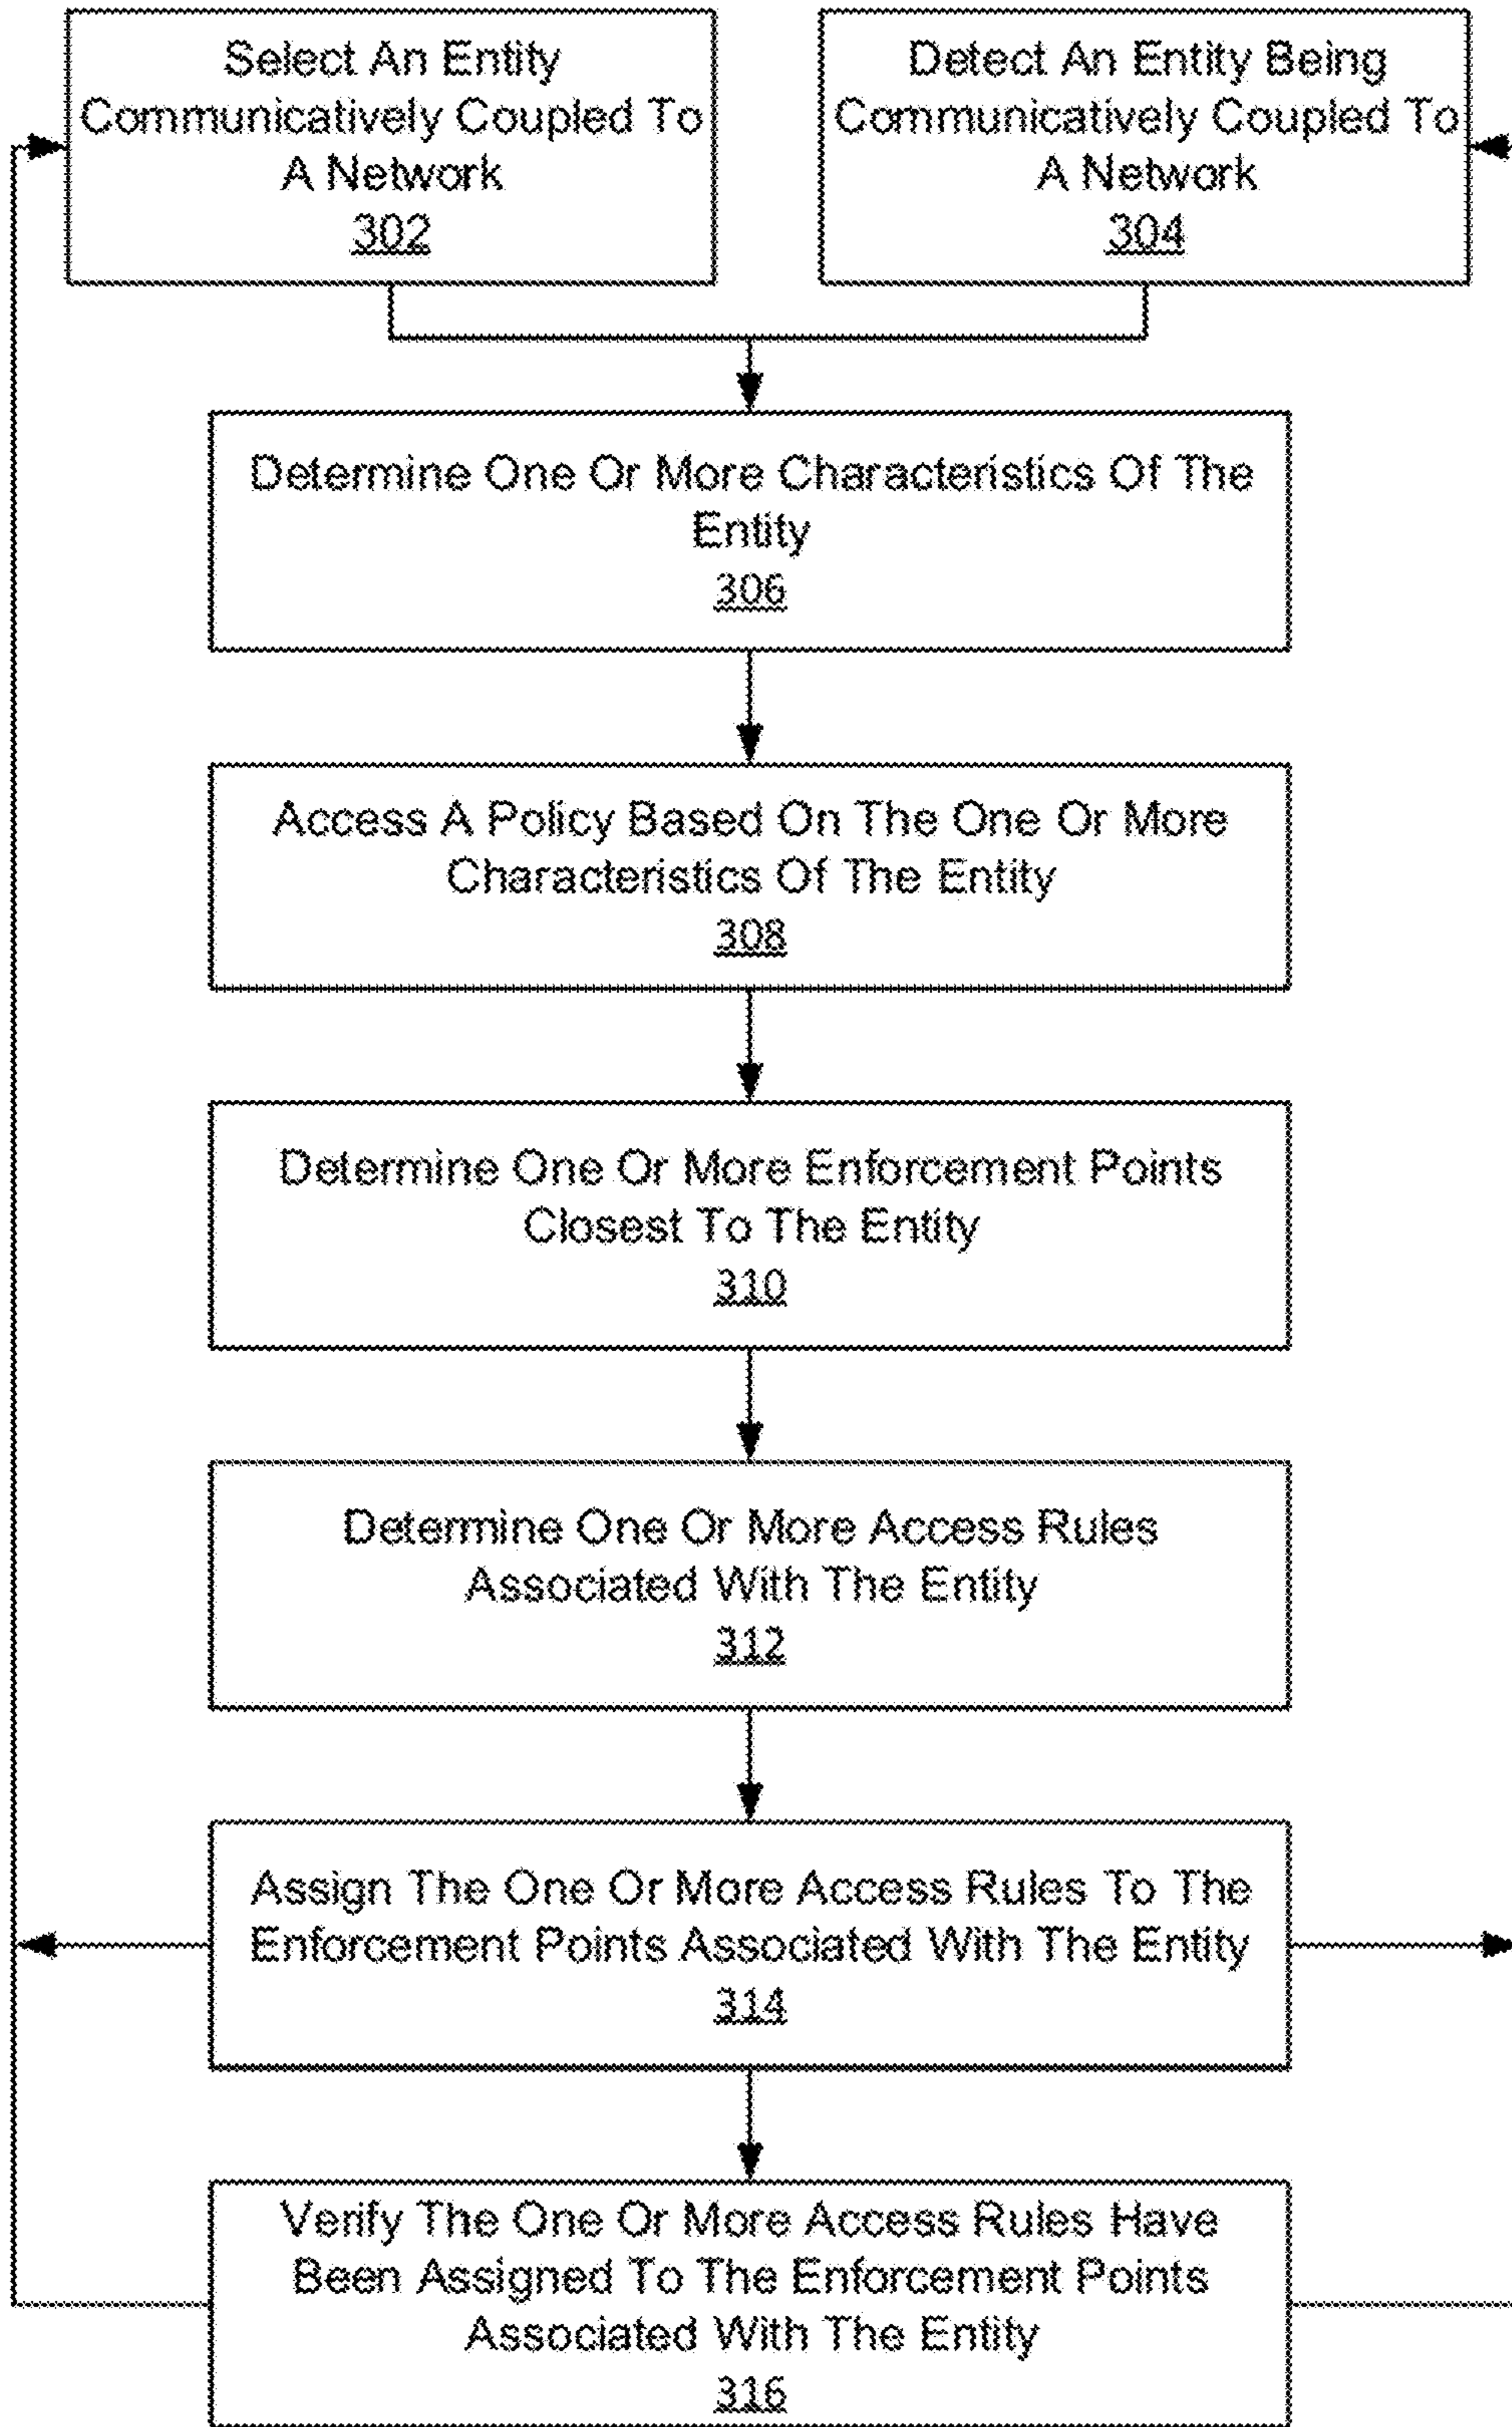 Select An Entity
Communicatively Coupled To
A Network
302
Detect An Entity Being
Communicatively Coupled To
A Network
304
Determine One Or More Characteristics Of The
Entity
306
Access A Policy Based On The One Or More
Characteristics Of The Entity
308
Determine One Or More Enforcement Points
Closest To The Entity
310
Determine One Or More Access Rules
Associated With The Entity
312
Assign The One Or More Access Rules To The
Enforcement Points Associated With The Entity
314
Verify The One Or More Access Rules Have
Been Assigned To The Enforcement Points
Associated With The Entity
316